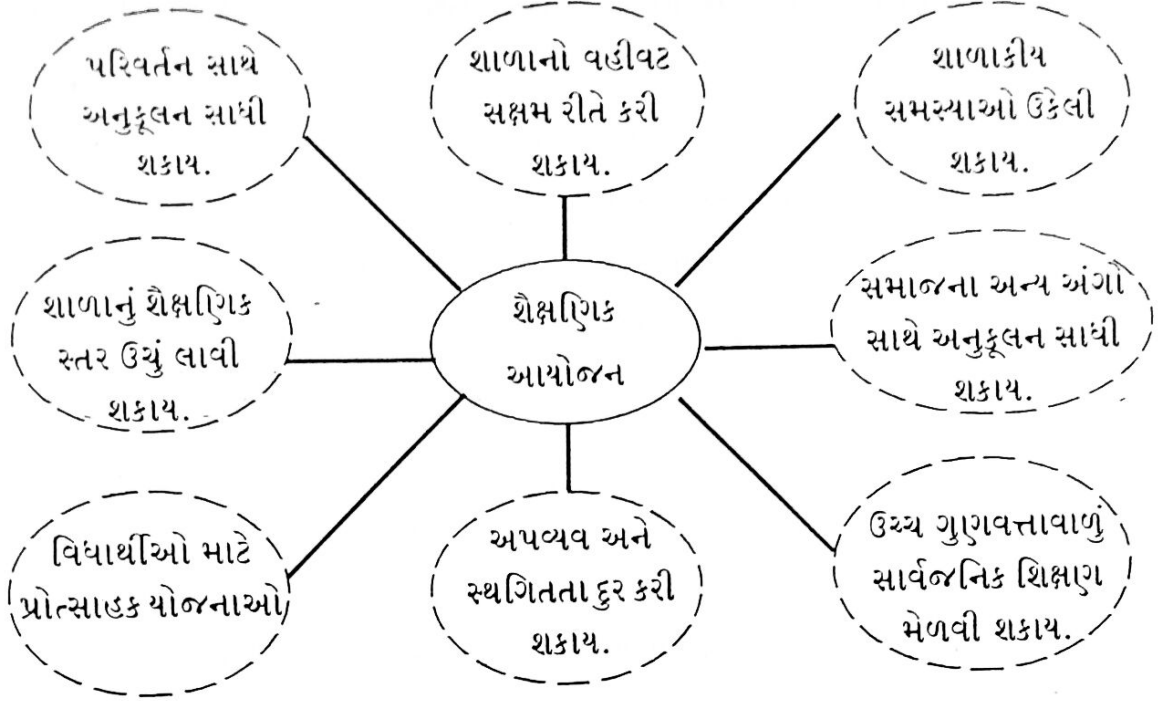 પરિવર્તન સાથે
અનુકૂલન સાધી
શકાય.
શાળાનો વહીવટ
સક્ષમ રીતે કરી
શકાય.
શાળાકીય
સમસ્યાઓ ઉકેલી
શકાય.
શાળાનું શૈક્ષણિક
સ્તર ઉચું લાવી
શકાય.
શૈક્ષણિક
આયોજન
સમાજના અન્ય અંગો
સાથે અનુકૂલન સાધી
શકાય.
વિધાર્થીઓ માટે
પ્રોત્સાહક યોજનાઓ
અપવ્યવ અને
સ્થગિતતા દુર કરી
શકાય.
ઉચ્ચ ગુણવત્તાવાળું
સાર્વજનિક શિક્ષણ
મેળવી શકાય.